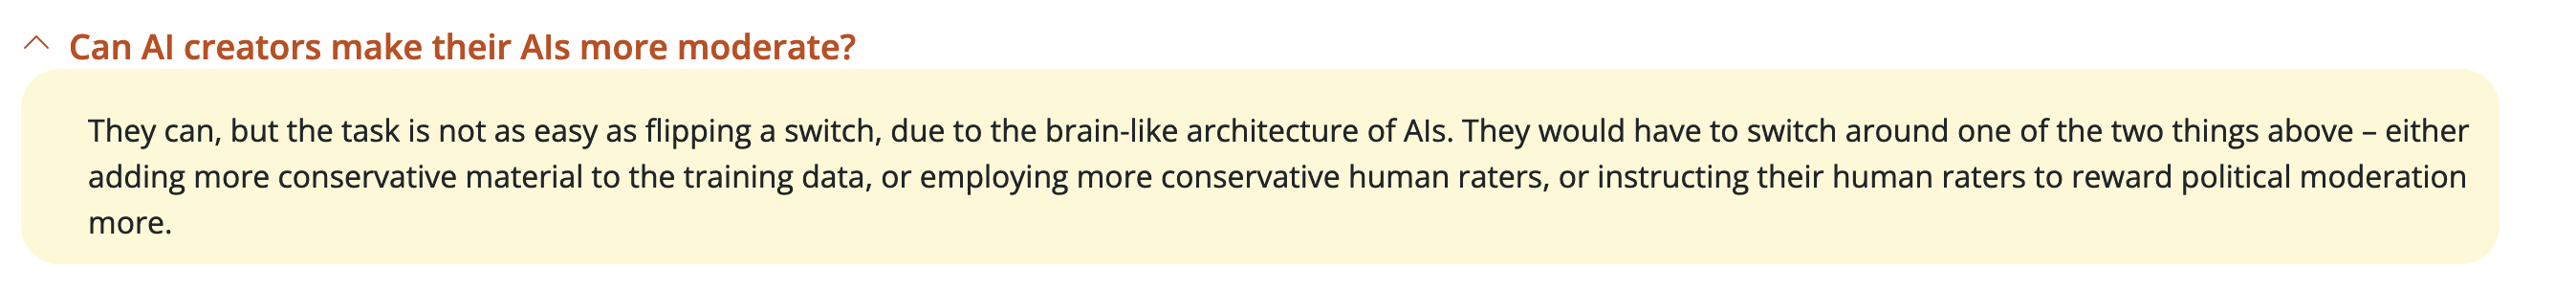 Can AI creators make their AIs more moderate?
They can, but the task is not as easy as flipping a switch, due to the brain-like architecture of AIs. They would have to switch around one of the two things above – either
adding more conservative material to the training data, or employing more conservative human raters, or instructing their human raters to reward political moderation
more.